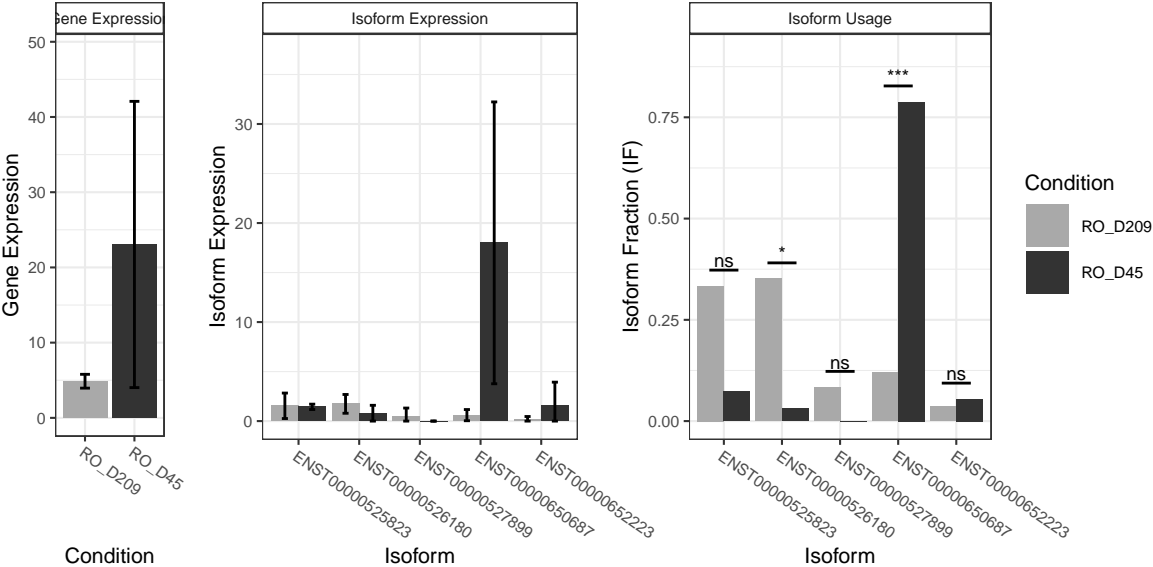 Gene Expression
Isoform Expression
Isoform Usage
Gene Expression
50
40
30
20
10
0
RO_D209
RO_D45
Condition
Isoform Expression
30
20
10
0
ENST00000525823
ENST00000526180
ENST00000527899
ENST00000650687
ENST00000652223
Isoform
Isoform Fraction (IF)
0.75
0.50
0.25
0.00
ns
*
ns
***
ns
ENST00000525823
ENST00000526180
ENST00000527899
ENST00000650687
ENST00000652223
Isoform
Condition
RO_D209
RO_D45